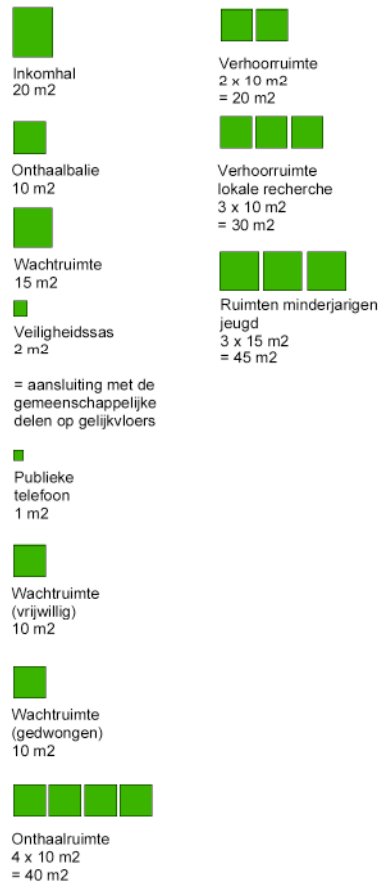 Inkomhal
20 m2
Onthaalbalie
10 m2
Wachtruimte
15 m2
Veiligheidssas
2 m2
= aansluiting met de
gemeenschappelijke
delen op gelijkvloers
Publieke
telefoon
1 m2
Wachtruimte
(vrijwillig)
10 m2
Wachtruimte
(gedwongen)
10 m2
Onthaalruimte
4 x 10 m2
= 40 m2
Verhoorruimte
2 x 10 m2
= 20 m2
Verhoorruimte
lokale recherche
3 x 10 m2
= 30 m2
Ruimten minderjarigen
jeugd
3 x 15 m2
= 45 m2